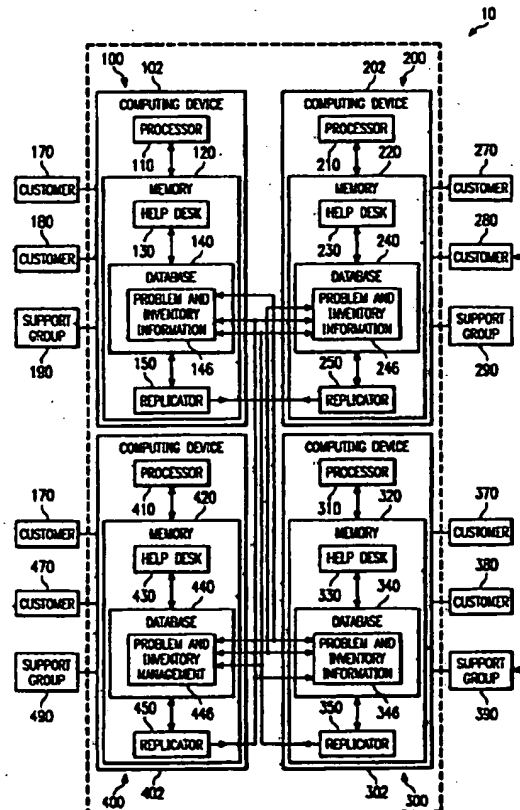 10
100
102
202
200
COMPUTING DEVICE
PROCESSOR
110
120
MEMORY
HELP DESK
130
140
DATABASE
PROBLEM AND
INVENTORY
INFORMATION
150
146
REPLICATOR
COMPUTING DEVICE
PROCESSOR
210
220
MEMORY
HELP DESK
230
240
DATABASE
PROBLEM AND
INVENTORY
INFORMATION
250
246
REPLICATOR
170
CUSTOMER
180
CUSTOMER
SUPPORT
GROUP
190
270
CUSTOMER
280
CUSTOMER
SUPPORT
GROUP
290
COMPUTING DEVICE
PROCESSOR
410
420
MEMORY
HELP DESK
430
440
DATABASE
PROBLEM AND
INVENTORY
MANAGEMENT
450
446
REPLICATOR
400
402
COMPUTING DEVICE
PROCESSOR
310
320
MEMORY
HELP DESK
330
340
DATABASE
PROBLEM AND
INVENTORY
INFORMATION
350
346
REPLICATOR
302
300
170
CUSTOMER
470
CUSTOMER
SUPPORT
GROUP
490
370
CUSTOMER
380
CUSTOMER
SUPPORT
GROUP
390